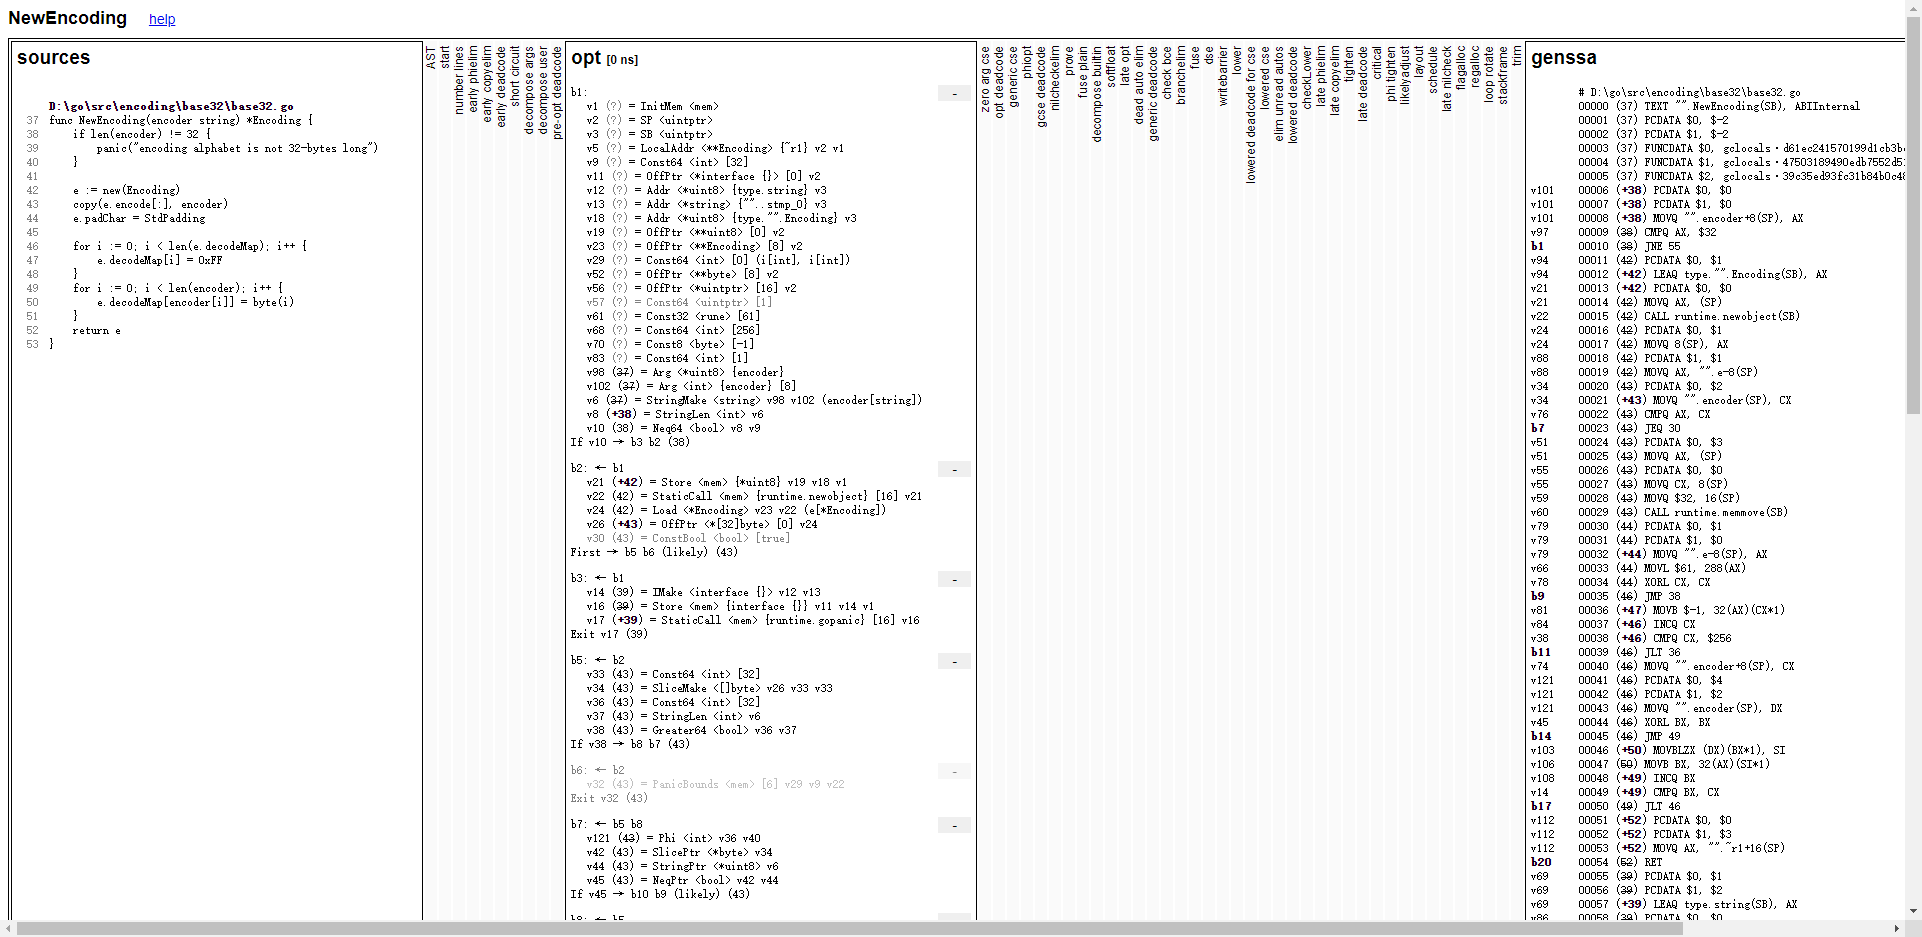 NewEncoding help
sources
D:\go\src\encoding\base32\base32.go
37 func NewEncoding(encoder string) *Encoding {
38 if len(encoder) != 32 {
39 panic("encoding alphabet is not 32-bytes long")
40 }
41
42 e := new(Encoding)
43 copy(e.encode[:], encoder)
44 e.padChar = StdPadding
45
46 for i := 0; i < len(e.decodeMap); i++ {
47 e.decodeMap[i] = 0xFF
48 }
49 for i := 0; i < len(encoder); i++ {
50 e.decodeMap[encoder[i]] = byte(i)
51 }
52 return e
53 }
AST
start
number lines
early phielim
early copyelim
early deadcode
short circuit
decompose args
decompose user
pre-opt deadcode
opt [0 ns]
b1: -
v1 (?) = InitMem <mem>
v2 (?) = SP <uintptr>
v3 (?) = SB <uintptr>
v5 (?) = LocalAddr <**Encoding> {~r1} v2 v1
v9 (?) = Const64 <int> [32]
v11 (?) = OffPtr <*interface {}> [0] v2
v12 (?) = Addr <*uint8> {type.string} v3
v13 (?) = Addr <*string> {""..stmp_0} v3
v18 (?) = Addr <*uint8> {type."".Encoding} v3
v19 (?) = OffPtr <**uint8> [0] v2
v23 (?) = OffPtr <**Encoding> [8] v2
v29 (?) = Const64 <int> [0] (i[int], i[int])
v52 (?) = OffPtr <**byte> [8] v2
v56 (?) = OffPtr <*uintptr> [16] v2
v57 (?) = Const64 <uintptr> [1]
v61 (?) = Const32 <rune> [61]
v68 (?) = Const64 <int> [256]
v70 (?) = Const8 <byte> [-1]
v83 (?) = Const64 <int> [1]
v98 (37) = Arg <*uint8> {encoder}
v102 (37) = Arg <int> {encoder} [8]
v6 (37) = StringMake <string> v98 v102 (encoder[string])
v8 (+38) = StringLen <int> v6
v10 (38) = Neq64 <bool> v8 v9
If v10 → b3 b2 (38)
b2: ← b1 -
v21 (+42) = Store <mem> {*uint8} v19 v18 v1
v22 (42) = StaticCall <mem> {runtime.newobject} [16] v21
v24 (42) = Load <*Encoding> v23 v22 (e[*Encoding])
v26 (+43) = OffPtr <*[32]byte> [0] v24
v30 (43) = ConstBool <bool> [true]
First → b5 b6 (likely) (43)
b3: ← b1 -
v14 (39) = IMake <interface {}> v12 v13
v16 (39) = Store <mem> {interface {}} v11 v14 v1
v17 (+39) = StaticCall <mem> {runtime.gopanic} [16] v16
Exit v17 (39)
b5: ← b2 -
v33 (43) = Const64 <int> [32]
v34 (43) = SliceMake <[]byte> v26 v33 v33
v36 (43) = Const64 <int> [32]
v37 (43) = StringLen <int> v6
v38 (43) = Greater64 <bool> v36 v37
If v38 → b8 b7 (43)
b6: ← b2 -
v32 (43) = PanicBounds <mem> [6] v29 v9 v22
Exit v32 (43)
b7: ← b5 b8 -
v121 (43) = Phi <int> v36 v40
v42 (43) = SlicePtr <*byte> v34
v44 (43) = StringPtr <*uint8> v6
v45 (43) = NeqPtr <bool> v42 v44
If v45 → b10 b9 (likely) (43)
b8: ← b5
zero arg cse
opt deadcode
generic cse
phiopt
gcse deadcode
nilcheckelim
prove
fuse plain
decompose builtin
softfloat
late opt
dead auto elim
generic deadcode
check bce
branchelim
fuse
dse
writebarrier
lower
lowered deadcode for cse
lowered cse
elim unread autos
lowered deadcode
checkLower
late phielim
late copyelim
tighten
late deadcode
critical
phi tighten
likelyadjust
layout
schedule
late nilcheck
flagalloc
regalloc
loop rotate
stackframe
trim
genssa
# D:\go\src\encoding\base32\base32.go
00000 (37) TEXT "".NewEncoding(SB), ABIInternal
00001 (37) PCDATA $0, $-2
00002 (37) PCDATA $1, $-2
00003 (37) FUNCDATA $0, gclocals·d61ec241570199d1cb3b
00004 (37) FUNCDATA $1, gclocals·47503189490edb7552d5
00005 (37) FUNCDATA $2, gclocals·39c35ed93fc31b84b0c48
v101 00006 (+38) PCDATA $0, $0
v101 00007 (+38) PCDATA $1, $0
v101 00008 (+38) MOVQ "".encoder+8(SP), AX
v97 00009 (38) CMPQ AX, $32
b1 00010 (38) JNE 55
v94 00011 (42) PCDATA $0, $1
v94 00012 (+42) LEAQ type."".Encoding(SB), AX
v21 00013 (+42) PCDATA $0, $0
v21 00014 (42) MOVQ AX, (SP)
v22 00015 (42) CALL runtime.newobject(SB)
v24 00016 (42) PCDATA $0, $1
v24 00017 (42) MOVQ 8(SP), AX
v88 00018 (42) PCDATA $1, $1
v88 00019 (42) MOVQ AX, "".e-8(SP)
v34 00020 (43) PCDATA $0, $2
v34 00021 (+43) MOVQ "".encoder(SP), CX
v76 00022 (43) CMPQ AX, CX
b7 00023 (43) JEQ 30
v51 00024 (43) PCDATA $0, $3
v51 00025 (43) MOVQ AX, (SP)
v55 00026 (43) PCDATA $0, $0
v55 00027 (43) MOVQ CX, 8(SP)
v59 00028 (43) MOVQ $32, 16(SP)
v60 00029 (43) CALL runtime.memmove(SB)
v79 00030 (44) PCDATA $0, $1
v79 00031 (44) PCDATA $1, $0
v79 00032 (+44) MOVQ "".e-8(SP), AX
v66 00033 (44) MOVL $61, 288(AX)
v78 00034 (44) XORL CX, CX
b9 00035 (46) JMP 38
v81 00036 (+47) MOVB $-1, 32(AX)(CX*1)
v84 00037 (+46) INCQ CX
v38 00038 (+46) CMPQ CX, $256
b11 00039 (46) JLT 36
v74 00040 (46) MOVQ "".encoder+8(SP), CX
v121 00041 (46) PCDATA $0, $4
v121 00042 (46) PCDATA $1, $2
v121 00043 (46) MOVQ "".encoder(SP), DX
v45 00044 (46) XORL BX, BX
b14 00045 (46) JMP 49
v103 00046 (+50) MOVBLZX (DX)(BX*1), SI
v106 00047 (50) MOVB BX, 32(AX)(SI*1)
v108 00048 (+49) INCQ BX
v14 00049 (+49) CMPQ BX, CX
b17 00050 (49) JLT 46
v112 00051 (+52) PCDATA $0, $0
v112 00052 (+52) PCDATA $1, $3
v112 00053 (+52) MOVQ AX, "".~r1+16(SP)
b20 00054 (52) RET
v69 00055 (39) PCDATA $0, $1
v69 00056 (39) PCDATA $1, $2
v69 00057 (+39) LEAQ type.string(SB), AX
v86 00058 (39) PCDATA $0, $0